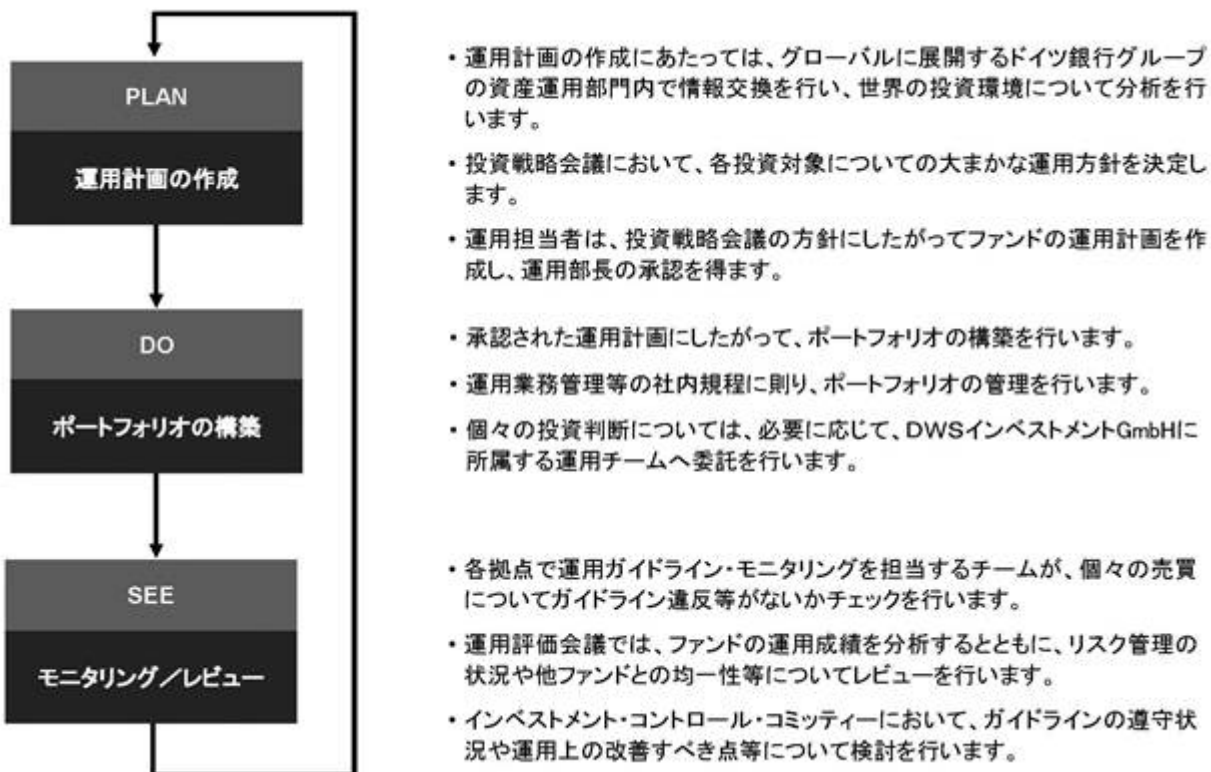 PLAN
運用計画の作成
・運用計画の作成にあたっては、グローバルに展開するドイツ銀行グループ
の資産運用部門内で情報交換を行い、世界の投資環境について分析を行
います。
・投資戦略会議において、各投資対象についての大まかな運用方針を決定し
ます。
・運用担当者は、投資戦略会議の方針にしたがってファンドの運用計画を作
成し、運用部長の承認を得ます。
DO
ポートフォリオの構築
・承認された運用計画にしたがって、ポートフォリオの構築を行います。
・運用業務管理等の社内規程に則り、ポートフォリオの管理を行います。
・個々の投資判断については、必要に応じて、DWSインベストメントGmbHに
所属する運用チームへ委託を行います。
SEE
モニタリング／レビュー
・各拠点で運用ガイドライン・モニタリングを担当するチームが、個々の売買
についてガイドライン違反等がないかチェックを行います。
・運用評価会議では、ファンドの運用成績を分析するとともに、リスク管理の
状況や他ファンドとの均一性等についてレビューを行います。
・インベストメント・コントロール・コミッティーにおいて、ガイドラインの遵守状
況や運用上の改善すべき点等について検討を行います。